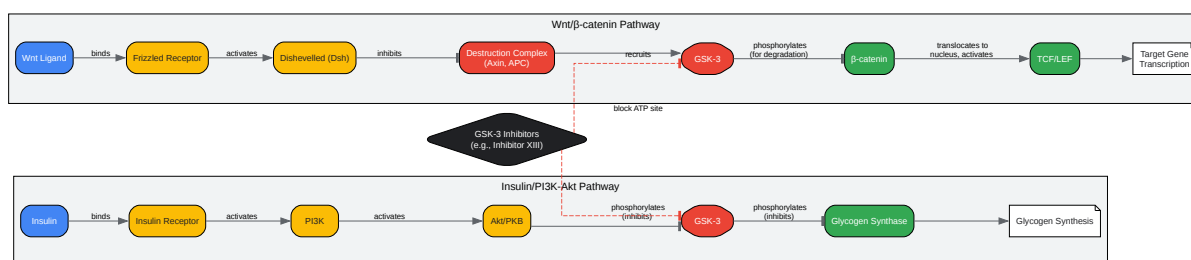 Wnt/β-catenin Pathway
Wnt Ligand
binds
Frizzled Receptor
activates
Dishevelled (Dsh)
inhibits
Destruction Complex
(Axin, APC)
recruits
GSK-3
phosphorylates
(for degradation)
β-catenin
translocates to
nucleus, activates
TCF/LEF
Target Gene
Transcription
block ATP site
GSK-3 Inhibitors
(e.g., Inhibitor XIII)
Insulin/PI3K-Akt Pathway
Insulin
binds
Insulin Receptor
activates
PI3K
activates
Akt/PKB
phosphorylates
(inhibits)
GSK-3
phosphorylates
(inhibits)
Glycogen Synthase
Glycogen Synthesis